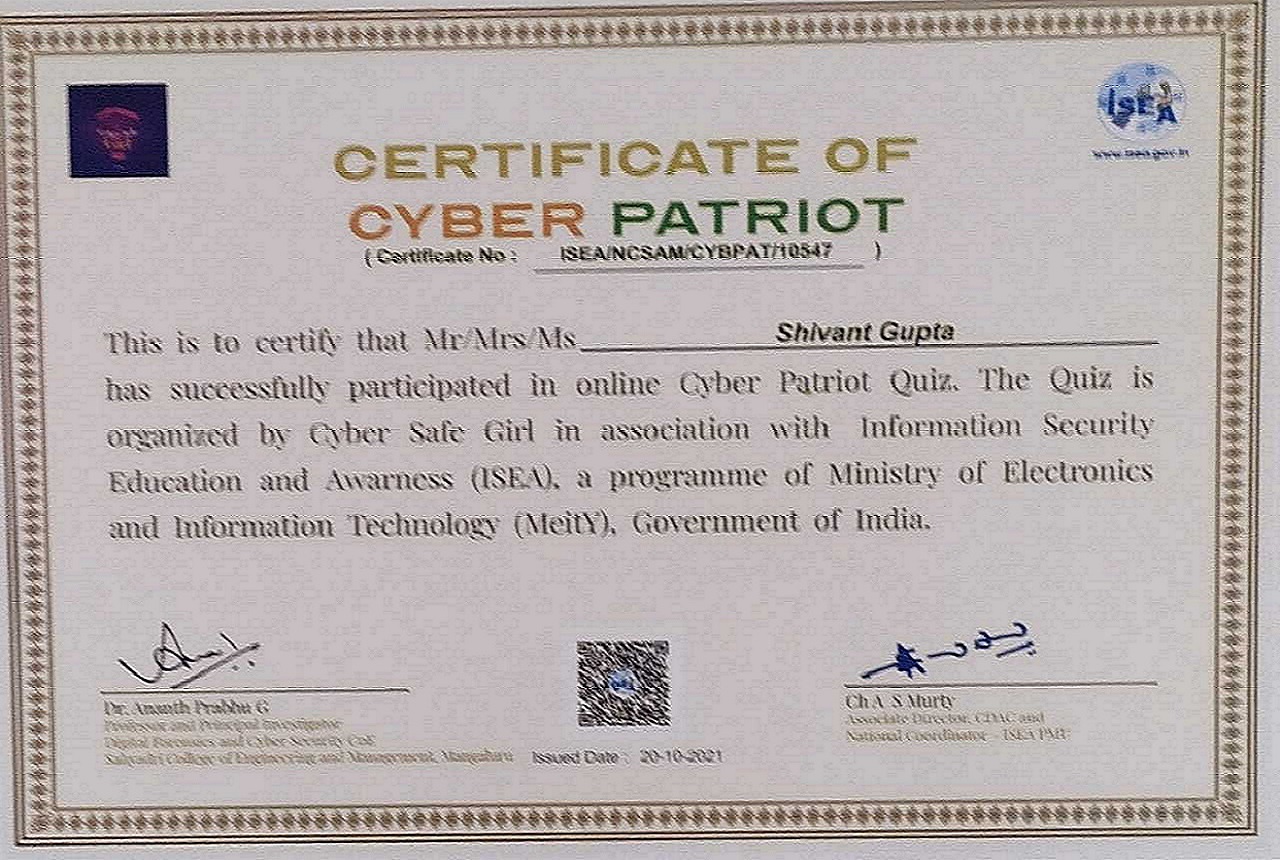 ISEA
www.isea.gov.in
CERTIFICATE OF
CYBER PATRIOT
( Certificate No : ISEA/NCSAM/CYBPAT/10547 )
This is to certify that Mr/Mrs/Ms Shivant Gupta
has successfully participated in online Cyber Patriot Quiz. The Quiz is
organized by Cyber Safe Girl in association with Information Security
Education and Awarness (ISEA), a programme of Ministry of Electronics
and Information Technology (MeitY), Government of India.
Dr. Ananth Prabhu G
Professor and Principal Investigator
Digital Forensics and Cyber Security CoE
Sahyadri College of Engineering and Management, Mangaluru
Issued Date : 20-10-2021
Ch A S Murty
Associate Director, CDAC and
National Coordinator - ISEA PMU